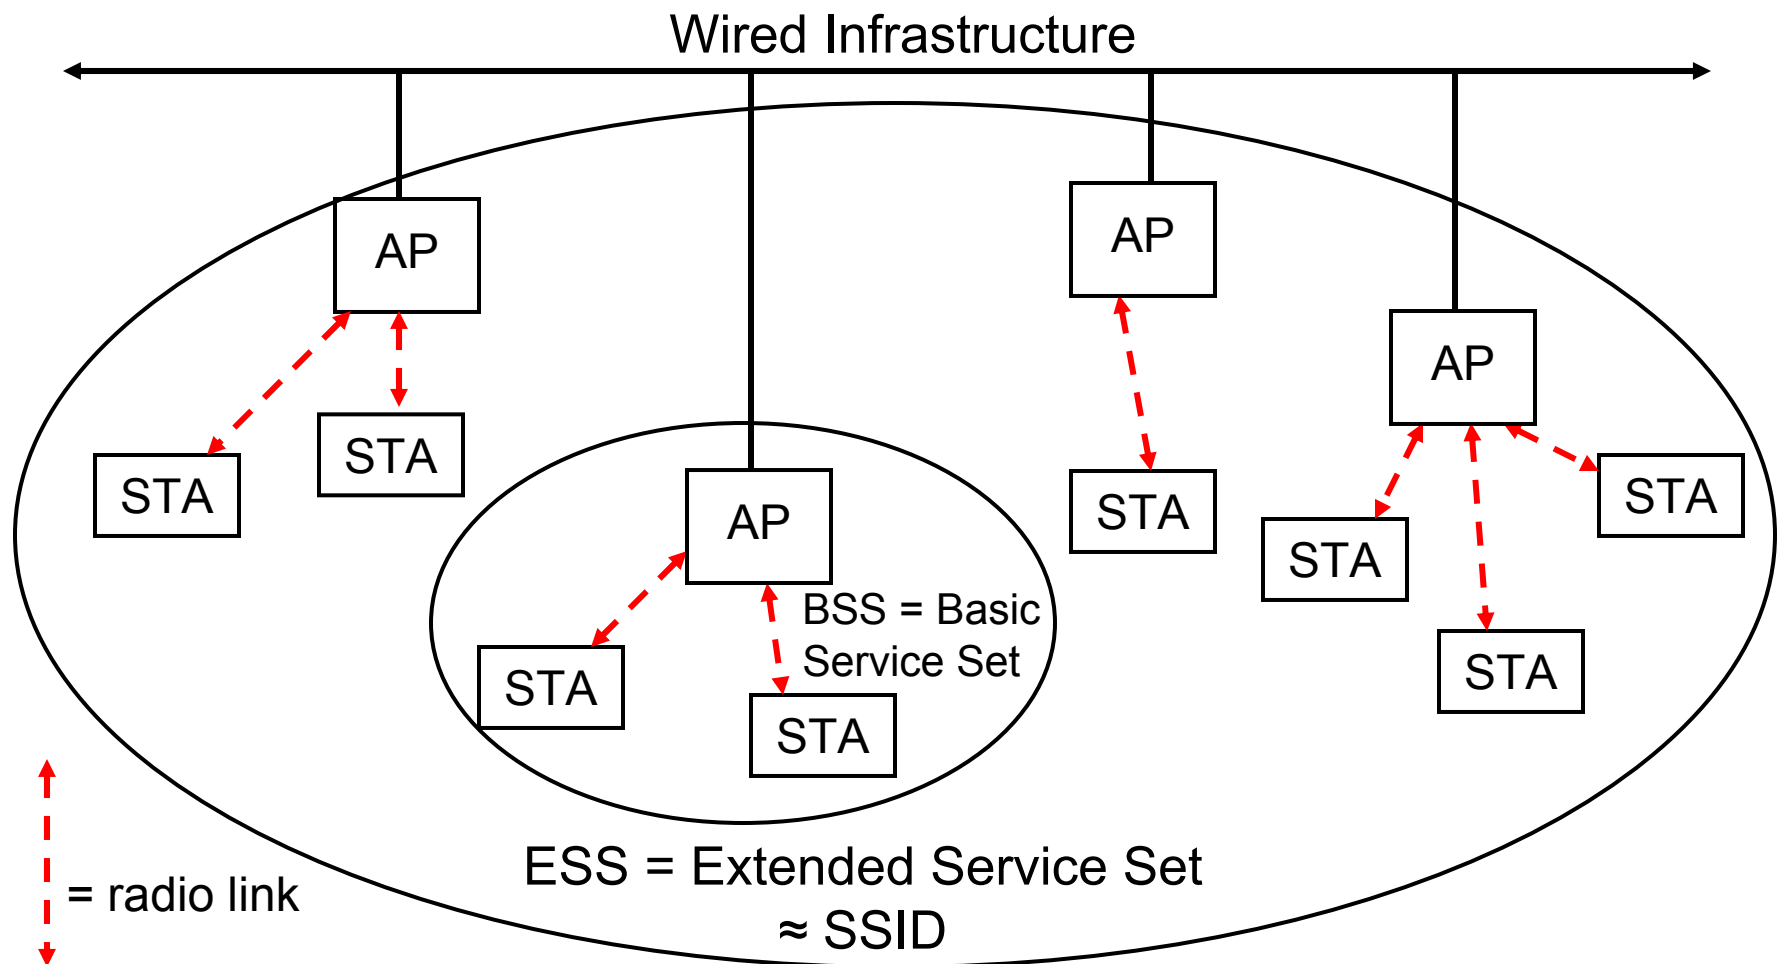 Wired Infrastructure
AP
AP
AP
STA
STA
STA
STA
STA
AP
STA
BSS = Basic
Service Set
STA
STA
STA
ESS = Extended Service Set
≈ SSID
= radio link